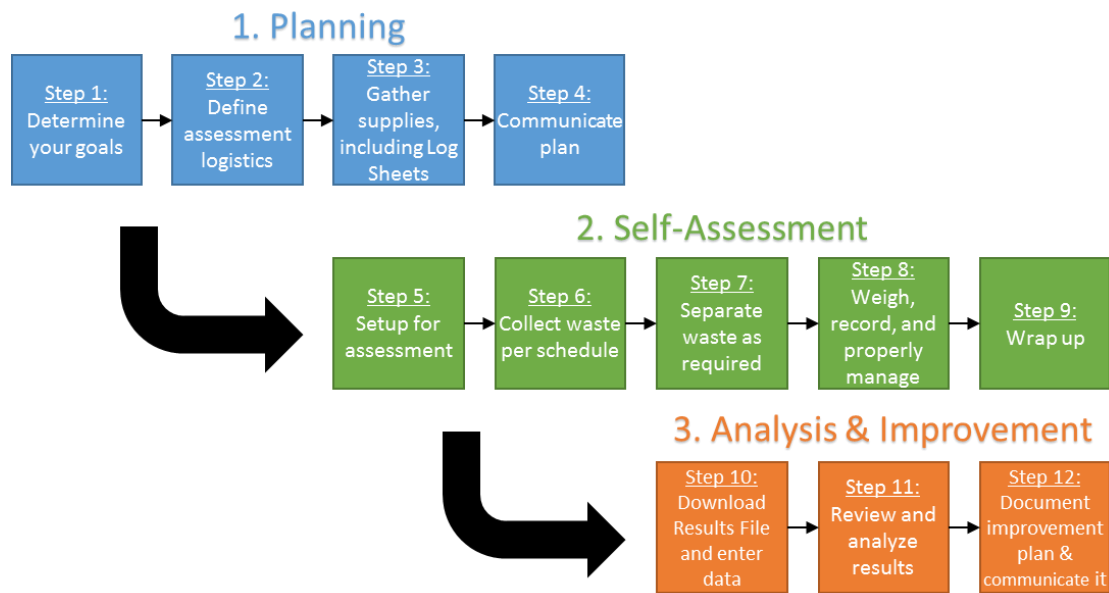 1. Planning
Step 1:
Determine
your goals
Step 2:
Define
assessment
logistics
Step 3:
Gather
supplies,
including Log
Sheets
Step 4:
Communicate
plan
2. Self-Assessment
Step 5:
Setup for
assessment
Step 6:
Collect waste
per schedule
Step 7:
Separate
waste as
required
Step 8:
Weigh,
record, and
properly
manage
Step 9:
Wrap up
3. Analysis & Improvement
Step 10:
Download
Results File
and enter
data
Step 11:
Review and
analyze
results
Step 12:
Document
improvement
plan &
communicate it